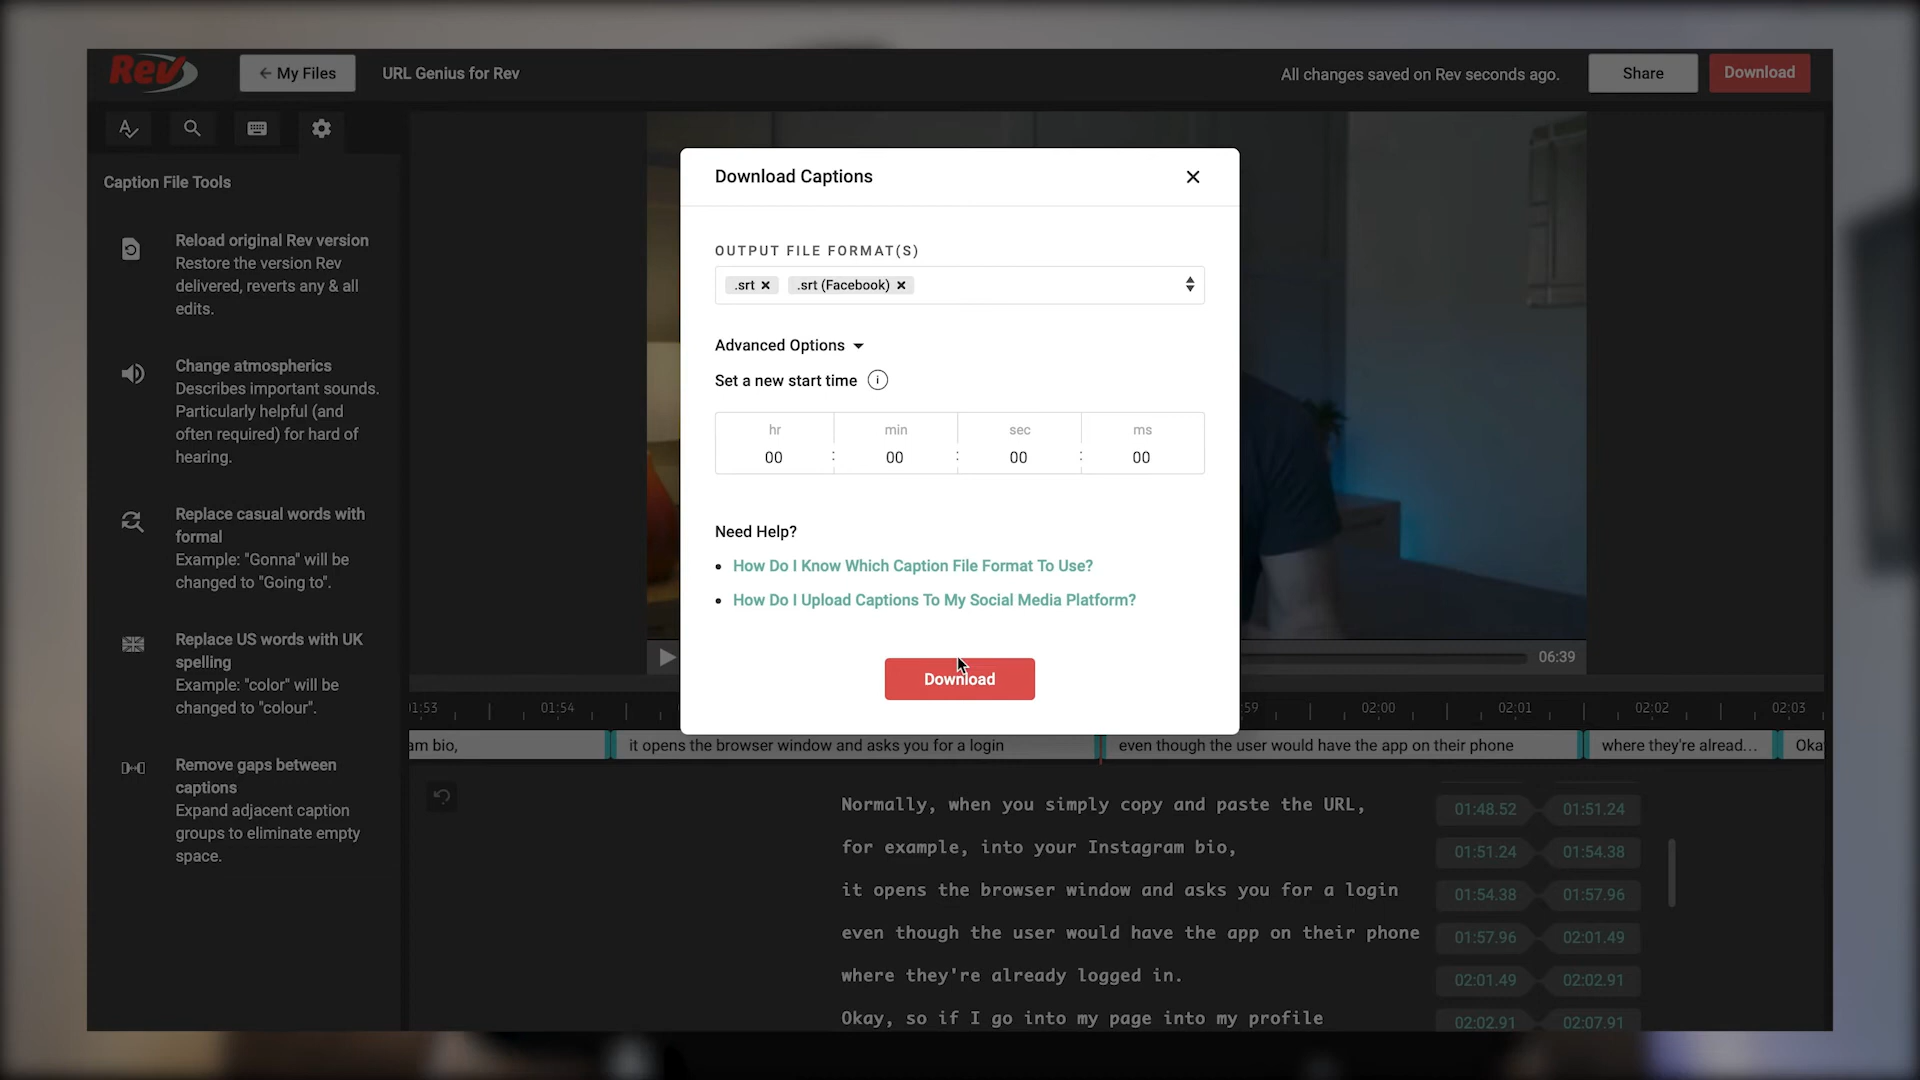 Rev
← My Files
URL Genius for Rev
All changes saved on Rev seconds ago.
Share
Download
Caption File Tools
Reload original Rev version
Restore the version Rev
delivered, reverts any & all
edits.
Change atmospherics
Describes important sounds.
Particularly helpful (and
often required) for hard of
hearing.
Replace casual words with
formal
Example: "Gonna" will be
changed to "Going to".
Replace US words with UK
spelling
Example: "color" will be
changed to "colour".
Remove gaps between
captions
Expand adjacent caption
groups to eliminate empty
space.
Download Captions
OUTPUT FILE FORMAT(S)
.srt × .srt (Facebook) ×
Advanced Options
Set a new start time
hr min sec ms
00 : 00 : 00 : 00
Need Help?
• How Do I Know Which Caption File Format To Use?
• How Do I Upload Captions To My Social Media Platform?
Download
06:39
01:53 01:54 :59 02:00 02:01 02:02 02:03
am bio, it opens the browser window and asks you for a login even though the user would have the app on their phone where they're alread... Oka
Normally, when you simply copy and paste the URL, 01:48.52 01:51.24
for example, into your Instagram bio, 01:51.24 01:54.38
it opens the browser window and asks you for a login 01:54.38 01:57.96
even though the user would have the app on their phone 01:57.96 02:01.49
where they're already logged in. 02:01.49 02:02.91
Okay, so if I go into my page into my profile 02:02.91 02:07.91